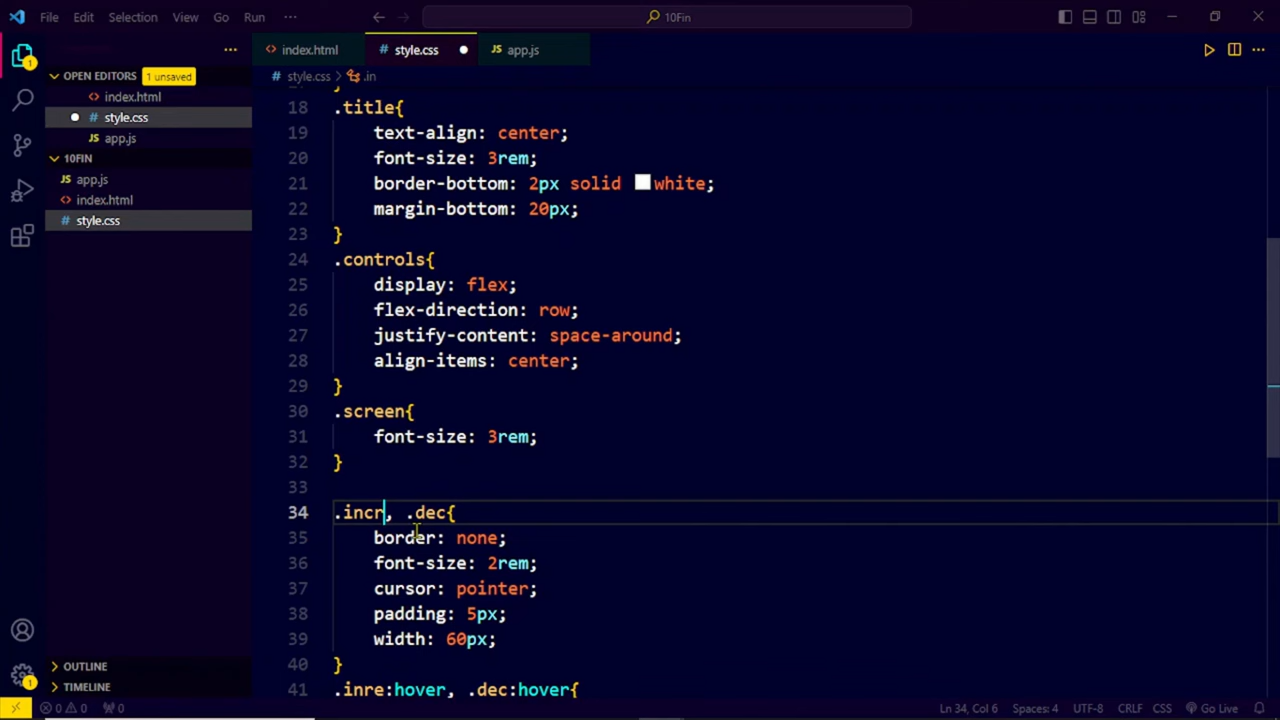 File Edit Selection View Go Run ··· 10Fin
index.html style.css app.js
OPEN EDITORS 1 unsaved
index.html
style.css
app.js
10FIN
app.js
index.html
style.css
OUTLINE
TIMELINE
style.css > .in
18 .title{
19 text-align: center;
20 font-size: 3rem;
21 border-bottom: 2px solid white;
22 margin-bottom: 20px;
23 }
24 .controls{
25 display: flex;
26 flex-direction: row;
27 justify-content: space-around;
28 align-items: center;
29 }
30 .screen{
31 font-size: 3rem;
32 }
33
34 .incr, .dec{
35 border: none;
36 font-size: 2rem;
37 cursor: pointer;
38 padding: 5px;
39 width: 60px;
40 }
41 .inre:hover, .dec:hover{
0 0 0 Ln 34, Col 6 Spaces: 4 UTF-8 CRLF CSS Go Live